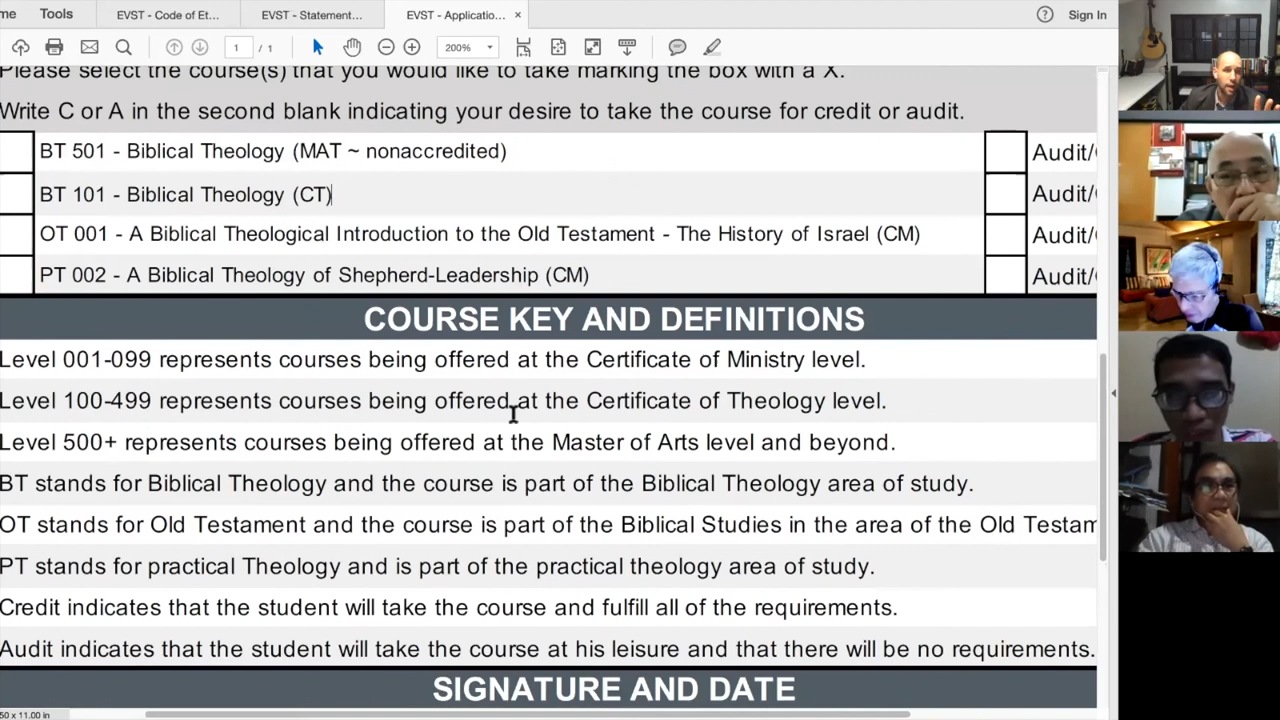 me Tools EVST - Code of Et... EVST - Statement... EVST - Applicatio... × Sign In
1 / 1 200%
Please select the course(s) that you would like to take marking the box with a X.
Write C or A in the second blank indicating your desire to take the course for credit or audit.
BT 501 - Biblical Theology (MAT ~ nonaccredited) Audit/
BT 101 - Biblical Theology (CT) Audit/
OT 001 - A Biblical Theological Introduction to the Old Testament - The History of Israel (CM) Audit/
PT 002 - A Biblical Theology of Shepherd-Leadership (CM) Audit/
COURSE KEY AND DEFINITIONS
Level 001-099 represents courses being offered at the Certificate of Ministry level.
Level 100-499 represents courses being offered at the Certificate of Theology level.
Level 500+ represents courses being offered at the Master of Arts level and beyond.
BT stands for Biblical Theology and the course is part of the Biblical Theology area of study.
OT stands for Old Testament and the course is part of the Biblical Studies in the area of the Old Testam
PT stands for practical Theology and is part of the practical theology area of study.
Credit indicates that the student will take the course and fulfill all of the requirements.
Audit indicates that the student will take the course at his leisure and that there will be no requirements.
SIGNATURE AND DATE
50 x 11.00 in